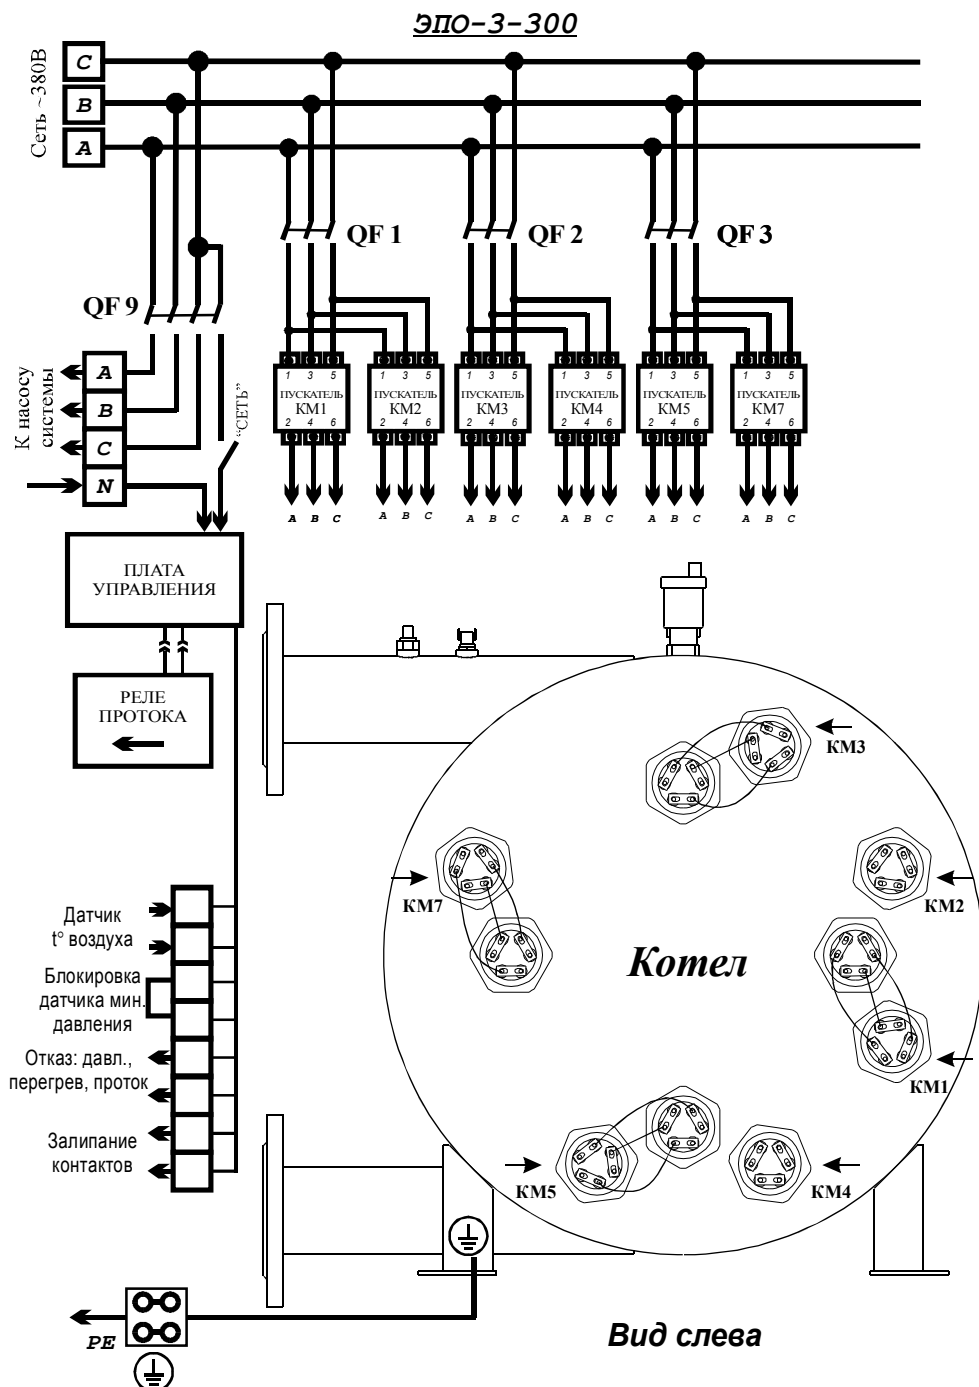 ЭПО-3-300
Сеть ~380В
C
B
A
QF 1
QF 2
QF 3
QF 9
К насосу
системы
A
B
C
N
“СЕТЬ”
1 3 5
ПУСКАТЕЛЬ
КМ1
2 4 6
A B C
1 3 5
ПУСКАТЕЛЬ
КМ2
2 4 6
A B C
1 3 5
ПУСКАТЕЛЬ
КМ3
2 4 6
A B C
1 3 5
ПУСКАТЕЛЬ
КМ4
2 4 6
A B C
1 3 5
ПУСКАТЕЛЬ
КМ5
2 4 6
A B C
1 3 5
ПУСКАТЕЛЬ
КМ7
2 4 6
A B C
ПЛАТА
УПРАВЛЕНИЯ
РЕЛЕ
ПРОТОКА
КМ3
КМ7
КМ2
Котел
КМ1
КМ5
КМ4
Датчик
t° воздуха
Блокировка
датчика мин.
давления
Отказ: давл.,
перегрев, проток
Залипание
контактов
PE
Вид слева